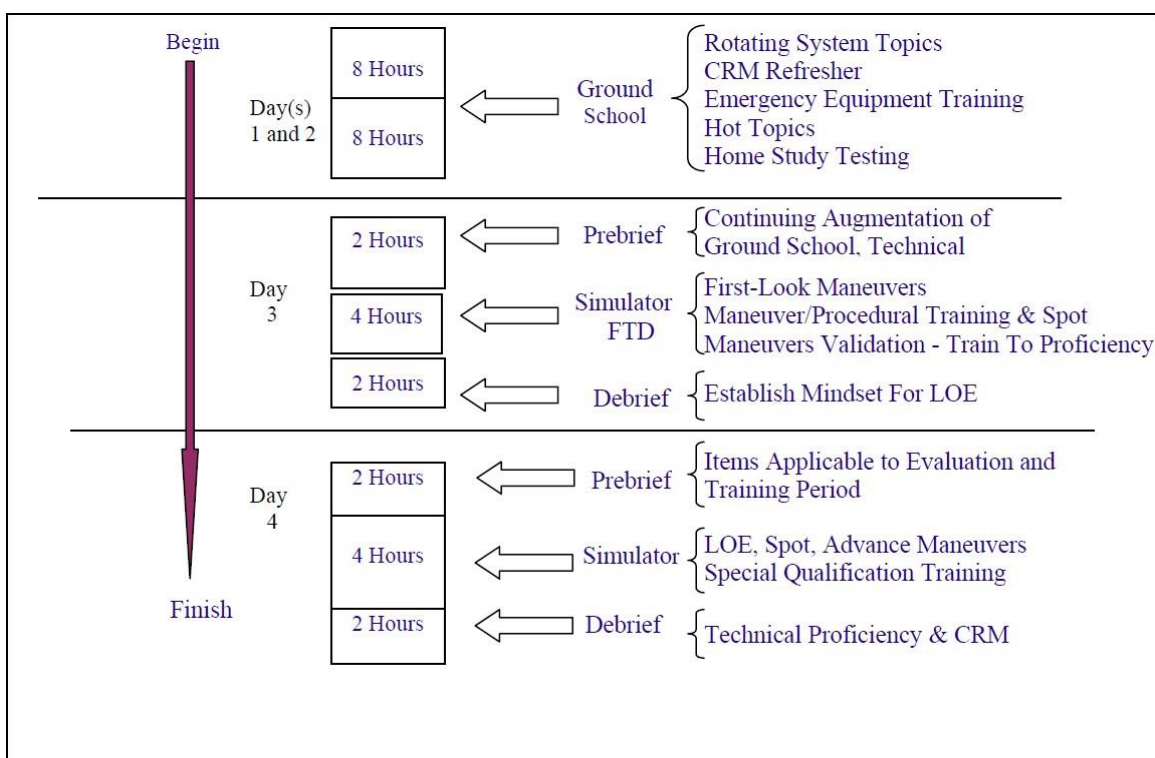 Begin
Day(s)
1 and 2
8 Hours
8 Hours
Ground
School
Rotating System Topics
CRM Refresher
Emergency Equipment Training
Hot Topics
Home Study Testing
Day
3
2 Hours
Prebrief
Continuing Augmentation of
Ground School, Technical
4 Hours
Simulator
FTD
First-Look Maneuvers
Maneuver/Procedural Training & Spot
Maneuvers Validation - Train To Proficiency
2 Hours
Debrief
Establish Mindset For LOE
Day
4
2 Hours
Prebrief
Items Applicable to Evaluation and
Training Period
4 Hours
Simulator
LOE, Spot, Advance Maneuvers
Special Qualification Training
2 Hours
Debrief
Technical Proficiency & CRM
Finish